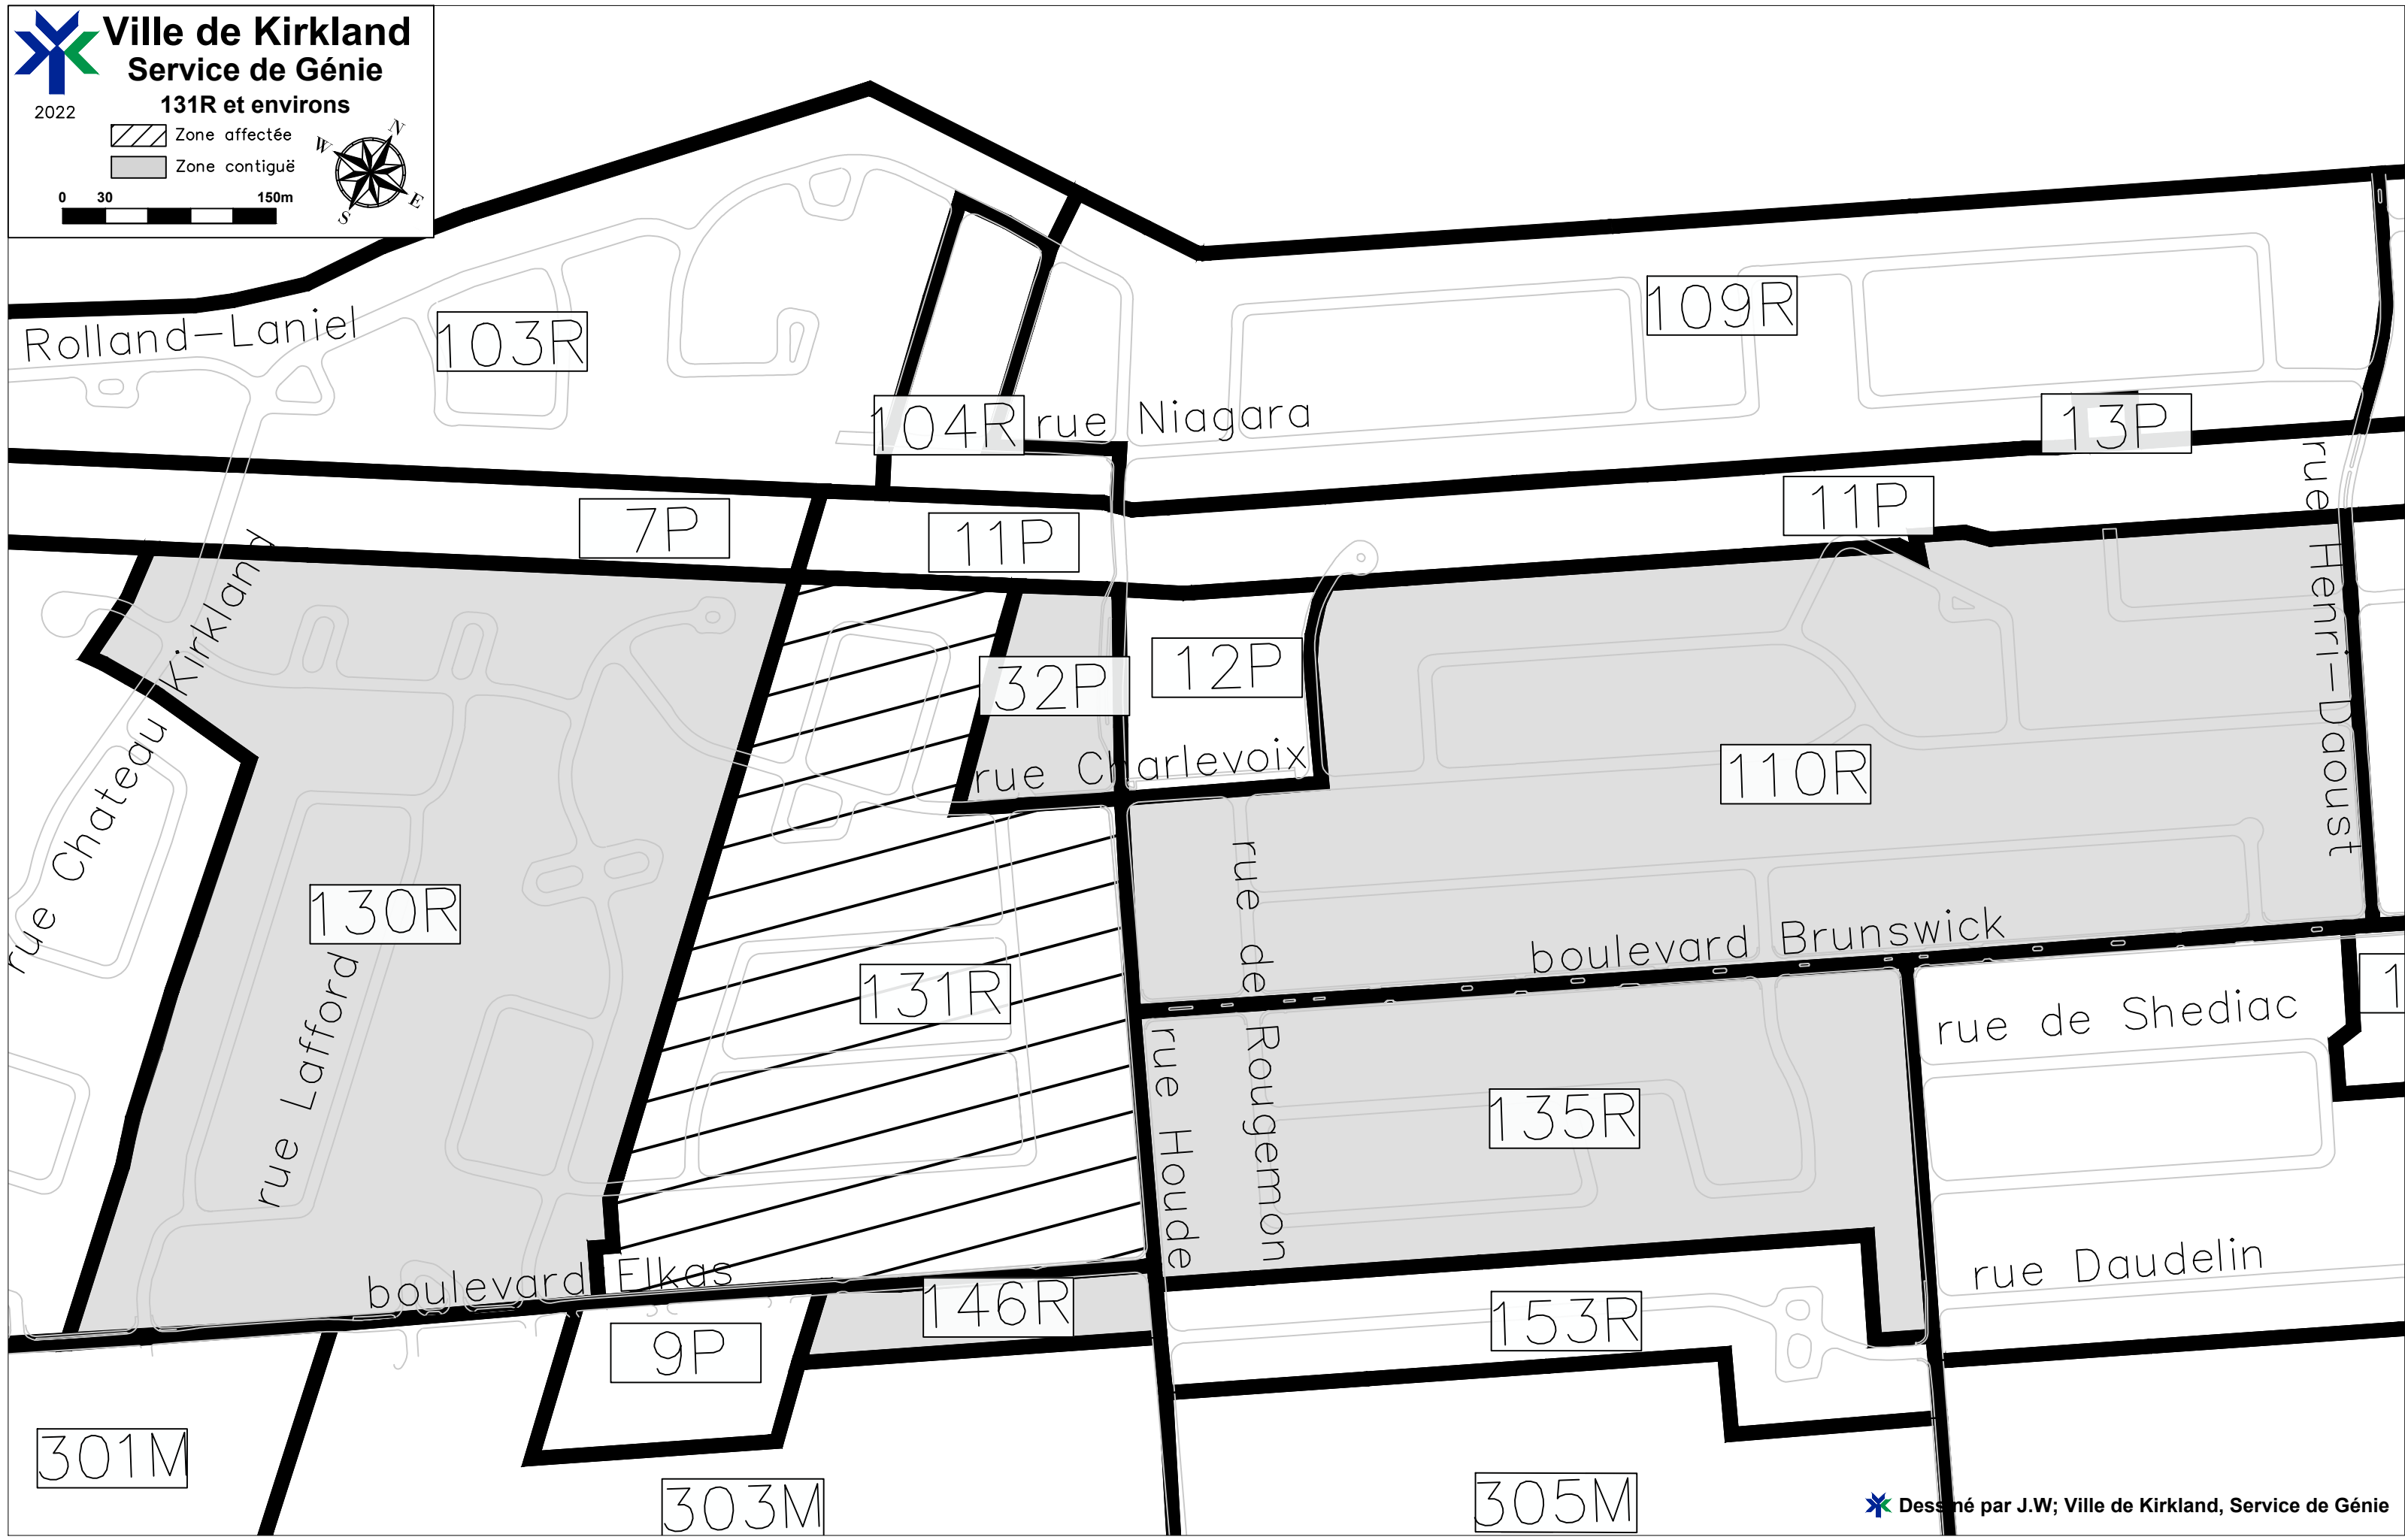 Ville de Kirkland
Service de Génie
131R et environs
2022
Zone affectée
Zone contiguë
N
W
E
S
0 30 150m
Rolland-Laniel
103R
109R
104R
rue Niagara
13P
7P
11P
11P
rue Henri-Daoust
rue Chateau Kirkland
32P
12P
rue Charlevoix
110R
130R
rue Lafford
131R
rue de Rougemon
boulevard Brunswick
rue de Shediac
1
rue Houde
135R
boulevard Elkas
rue Daudelin
146R
153R
9P
301M
303M
305M
Dessiné par J.W; Ville de Kirkland, Service de Génie